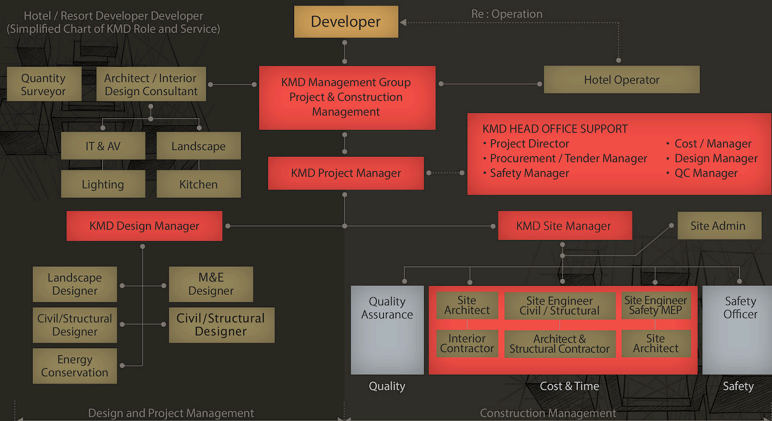 Hotel / Resort Developer Developer
(Simplified Chart of KMD Role and Service)
Developer
Re : Operation
Quantity
Surveyor
Architect / Interior
Design Consultant
KMD Management Group
Project & Construction
Management
Hotel Operator
IT & AV
Landscape
Lighting
Kitchen
KMD HEAD OFFICE SUPPORT
• Project Director
• Procurement / Tender Manager
• Safety Manager
• Cost / Manager
• Design Manager
• QC Manager
KMD Project Manager
KMD Design Manager
KMD Site Manager
Site Admin
Landscape
Designer
M&E
Designer
Civil/Structural
Designer
Civil/Structural
Designer
Energy
Conservation
Quality
Assurance
Site
Architect
Site Engineer
Civil / Structural
Site Engineer
Safety MEP
Safety
Officer
Interior
Contractor
Architect &
Structural Contractor
Site
Architect
Quality
Cost & Time
Safety
Design and Project Management
Construction Management